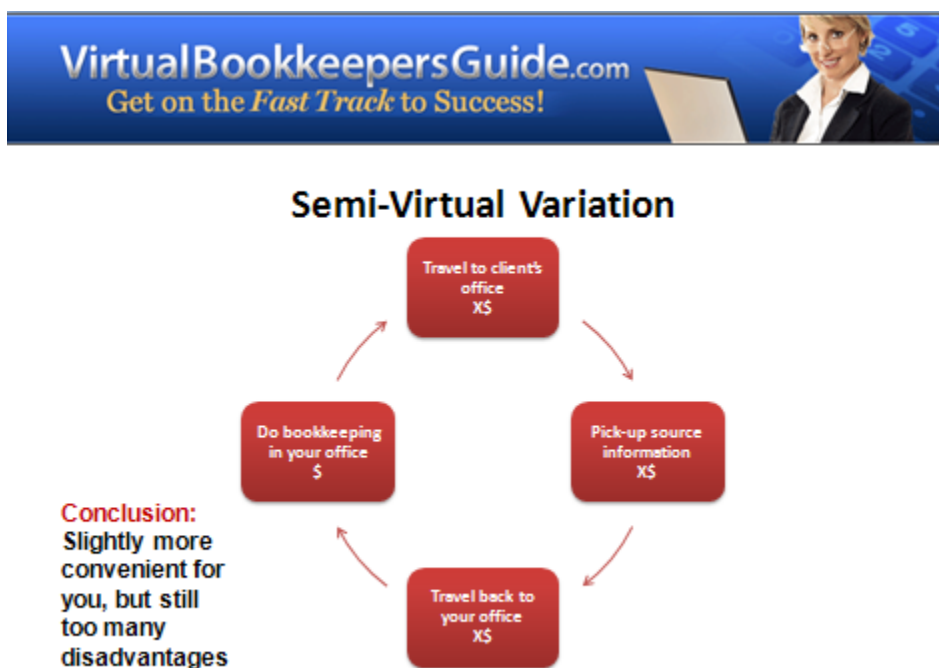 VirtualBookkeepersGuide.com
Get on the Fast Track to Success!
Semi-Virtual Variation
Travel to client's
office
X$
Pick-up source
information
X$
Travel back to
your office
X$
Do bookkeeping
in your office
$
Conclusion:
Slightly more
convenient for
you, but still
too many
disadvantages